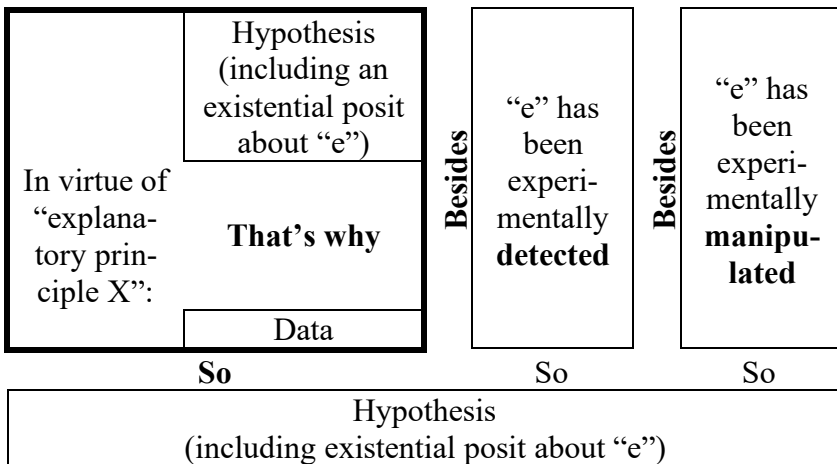 In virtue of
“explana-
tory prin-
ciple X”:
Hypothesis
(including an
existential posit
about “e”)
That’s why
Data
Besides
“e” has
been
experi-
mentally
detected
Besides
“e” has
been
experi-
mentally
manipu-
lated
So
So
So
Hypothesis
(including existential posit about “e”)